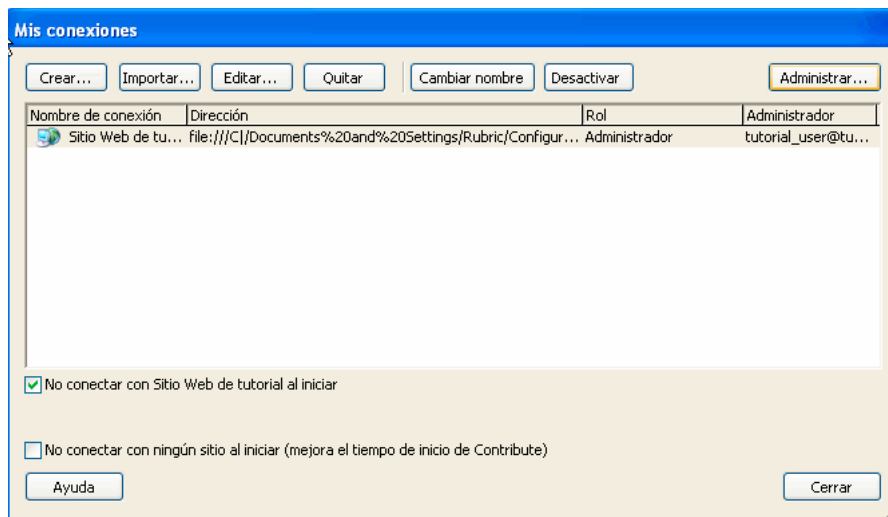 Mis conexiones
Crear... Importar... Editar... Quitar Cambiar nombre Desactivar Administrar...
Nombre de conexión Dirección Rol Administrador
Sitio Web de tu... file:///C|/Documents%20and%20Settings/Rubric/Configur... Administrador tutorial_user@tu...
No conectar con Sitio Web de tutorial al iniciar
No conectar con ningún sitio al iniciar (mejora el tiempo de inicio de Contribute)
Ayuda Cerrar